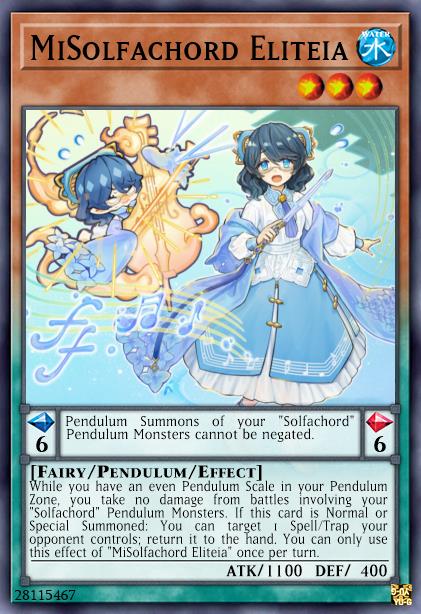 MiSolfachord Eliteia
WATER
水
ff
Pendulum Summons of your "Solfachord"
Pendulum Monsters cannot be negated.
6
6
[Fairy/Pendulum/Effect]
While you have an even Pendulum Scale in your Pendulum
Zone, you take no damage from battles involving your
"Solfachord" Pendulum Monsters. If this card is Normal or
Special Summoned: You can target 1 Spell/Trap your
opponent controls; return it to the hand. You can only use
this effect of "MiSolfachord Eliteia" once per turn.
ATK/1100 DEF/ 400
28115467